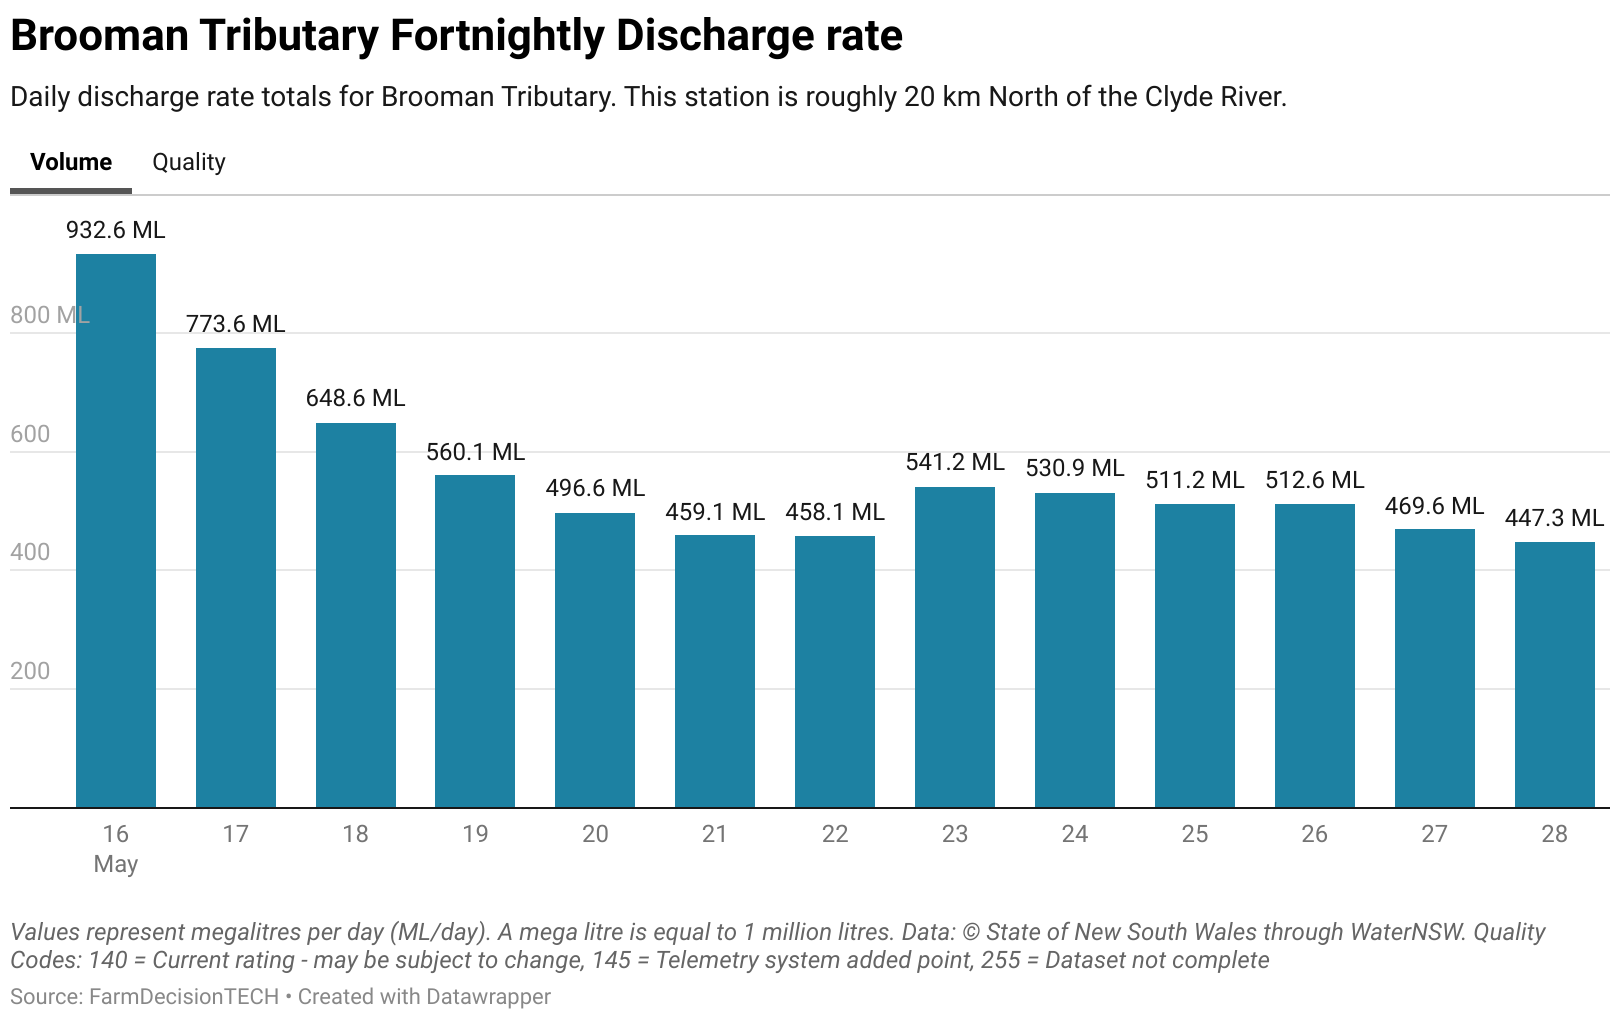 Brooman Tributary Fortnightly Discharge rate
Daily discharge rate totals for Brooman Tributary. This station is roughly 20 km North of the Clyde River.
Volume Quality
932.6 ML
800 ML
773.6 ML
648.6 ML
600
560.1 ML
541.2 ML
530.9 ML
511.2 ML
512.6 ML
496.6 ML
469.6 ML
459.1 ML
458.1 ML
447.3 ML
400
200
16 17 18 19 20 21 22 23 24 25 26 27 28
May
Values represent megalitres per day (ML/day). A mega litre is equal to 1 million litres. Data: © State of New South Wales through WaterNSW. Quality
Codes: 140 = Current rating - may be subject to change, 145 = Telemetry system added point, 255 = Dataset not complete
Source: FarmDecisionTECH • Created with Datawrapper